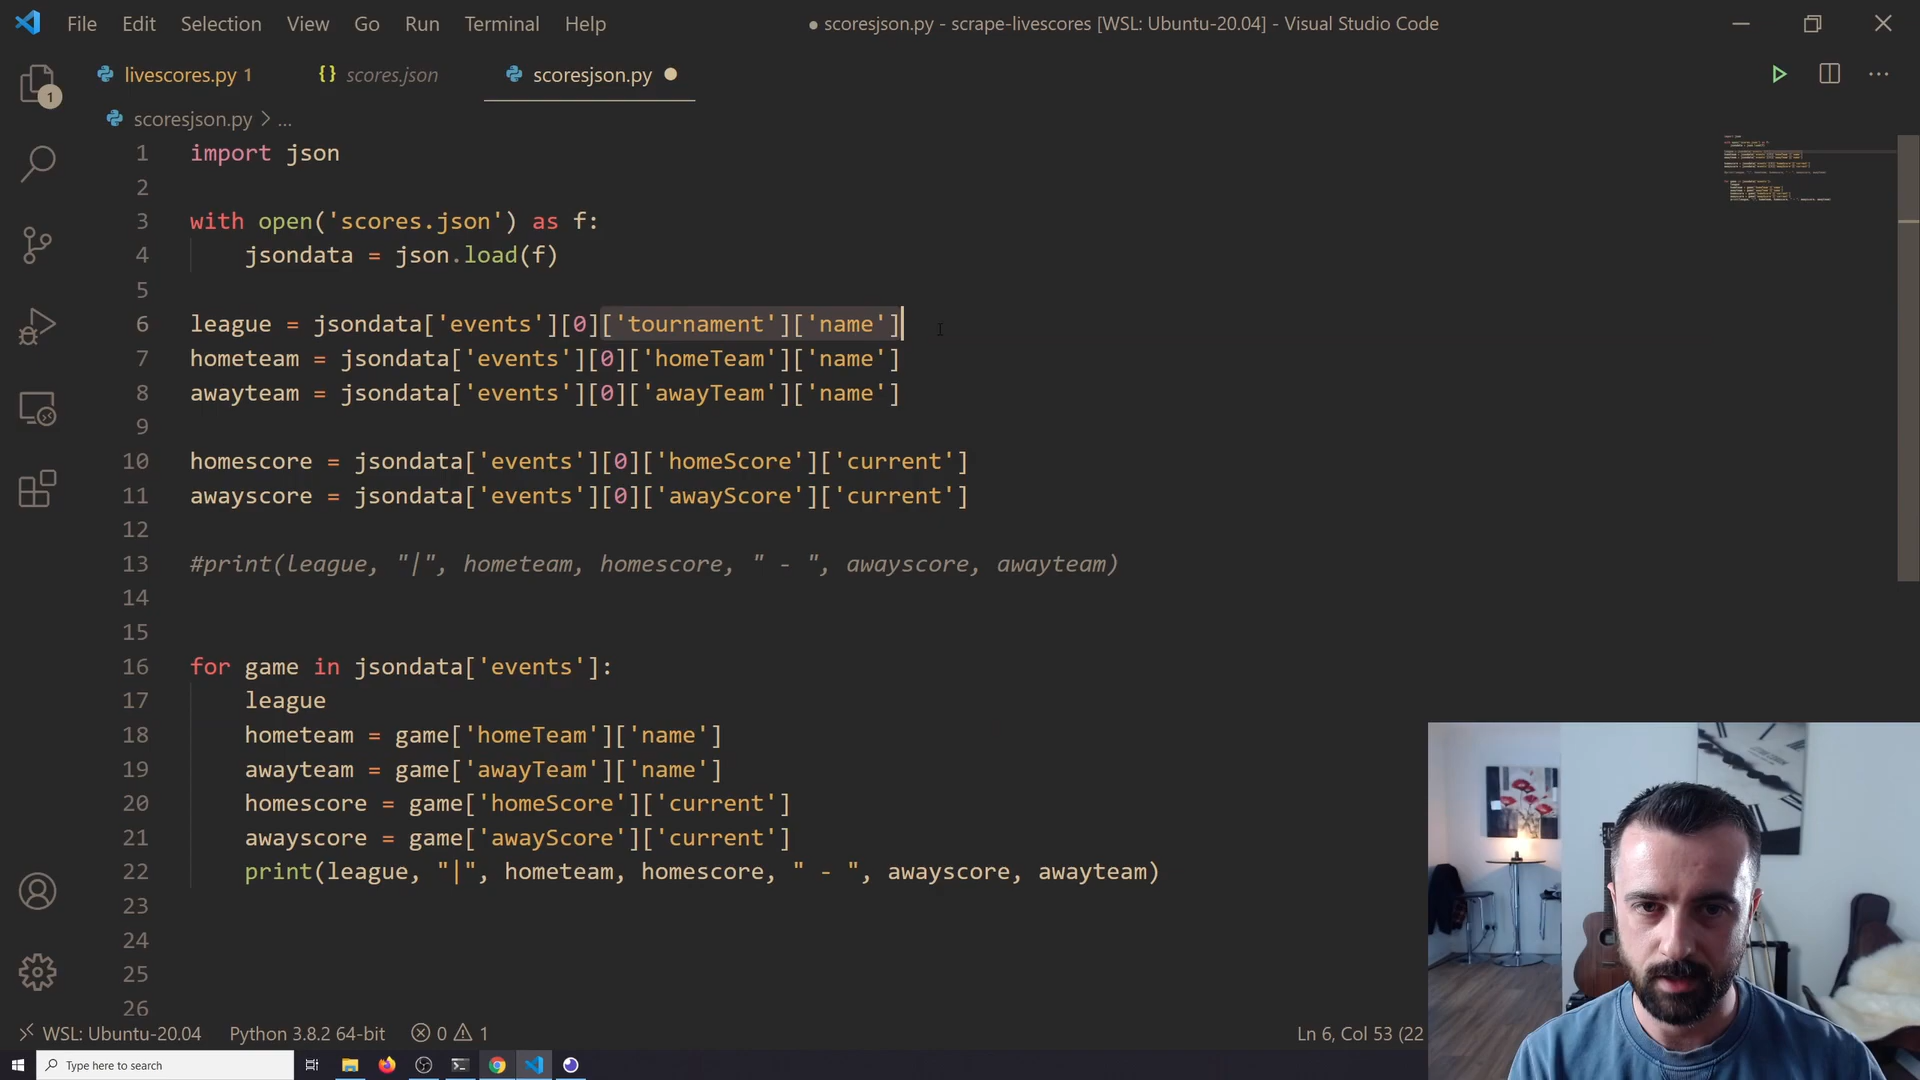 File Edit Selection View Go Run Terminal Help
● scoresjson.py - scrape-livescores [WSL: Ubuntu-20.04] - Visual Studio Code
livescores.py 1
{} scores.json
scoresjson.py
scoresjson.py > ...
1
1 import json
2
3 with open('scores.json') as f:
4 jsondata = json.load(f)
5
6 league = jsondata['events'][0]['tournament']['name']
7 hometeam = jsondata['events'][0]['homeTeam']['name']
8 awayteam = jsondata['events'][0]['awayTeam']['name']
9
10 homescore = jsondata['events'][0]['homeScore']['current']
11 awayscore = jsondata['events'][0]['awayScore']['current']
12
13 #print(league, "|", hometeam, homescore, " - ", awayscore, awayteam)
14
15
16 for game in jsondata['events']:
17 league
18 hometeam = game['homeTeam']['name']
19 awayteam = game['awayTeam']['name']
20 homescore = game['homeScore']['current']
21 awayscore = game['awayScore']['current']
22 print(league, "|", hometeam, homescore, " - ", awayscore, awayteam)
23
24
25
26
WSL: Ubuntu-20.04 Python 3.8.2 64-bit 0 1
Ln 6, Col 53 (22
Type here to search